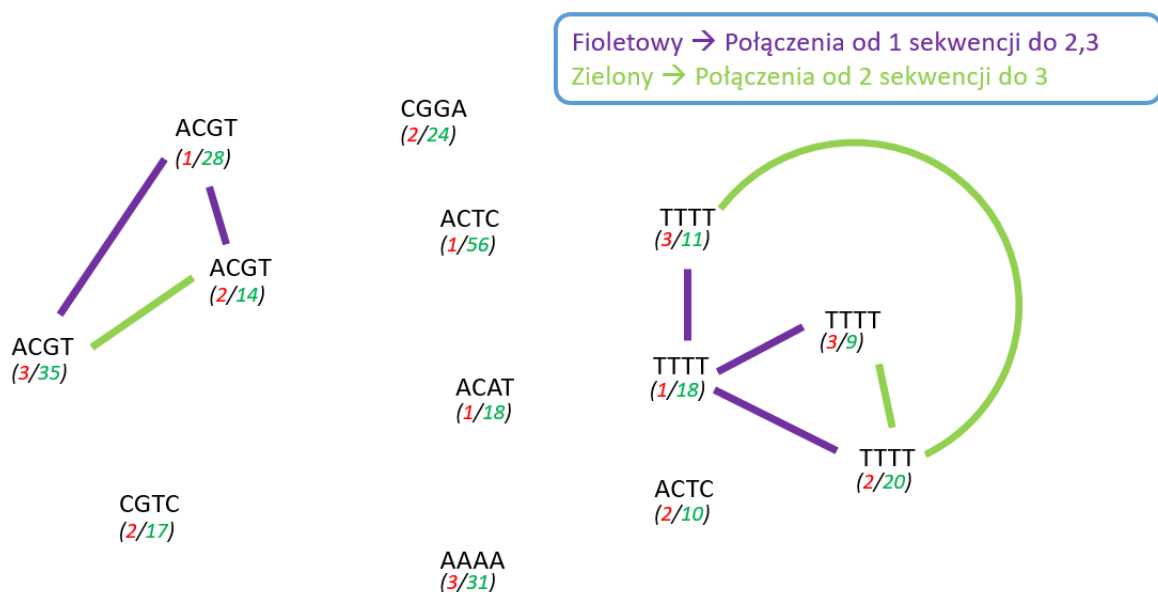 Fioletowy → Połączenia od 1 sekwencji do 2,3
Zielony → Połączenia od 2 sekwencji do 3
CGGA
(2/24)
ACGT
(1/28)
ACTC
(1/56)
TTTT
(3/11)
ACGT
(2/14)
TTTT
(3/9)
ACGT
(3/35)
TTTT
(1/18)
ACAT
(1/18)
TTTT
(2/20)
ACTC
(2/10)
CGTC
(2/17)
AAAA
(3/31)